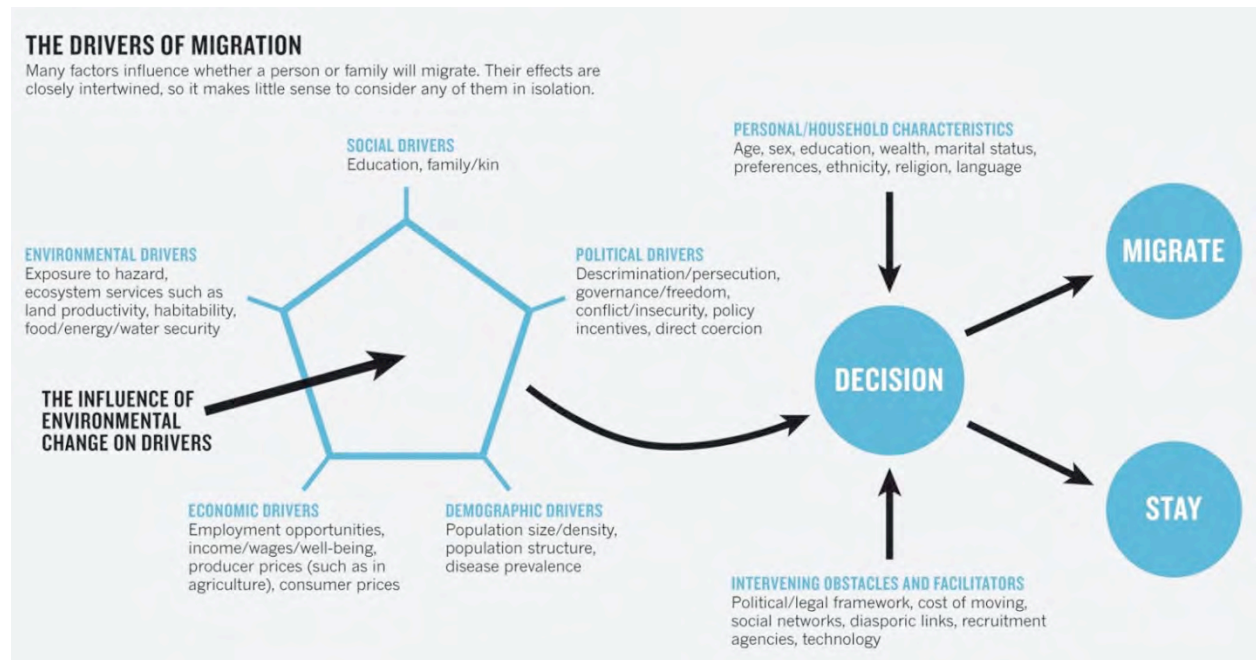 THE DRIVERS OF MIGRATION
Many factors influence whether a person or family will migrate. Their effects are
closely intertwined, so it makes little sense to consider any of them in isolation.
SOCIAL DRIVERS
Education, family/kin
ENVIRONMENTAL DRIVERS
Exposure to hazard,
ecosystem services such as
land productivity, habitability,
food/energy/water security
POLITICAL DRIVERS
Descrimination/persecution,
governance/freedom,
conflict/insecurity, policy
incentives, direct coercion
THE INFLUENCE OF
ENVIRONMENTAL
CHANGE ON DRIVERS
ECONOMIC DRIVERS
Employment opportunities,
income/wages/well-being,
producer prices (such as in
agriculture), consumer prices
DEMOGRAPHIC DRIVERS
Population size/density,
population structure,
disease prevalence
PERSONAL/HOUSEHOLD CHARACTERISTICS
Age, sex, education, wealth, marital status,
preferences, ethnicity, religion, language
DECISION
INTERVENING OBSTACLES AND FACILITATORS
Political/legal framework, cost of moving,
social networks, diasporic links, recruitment
agencies, technology
MIGRATE
STAY